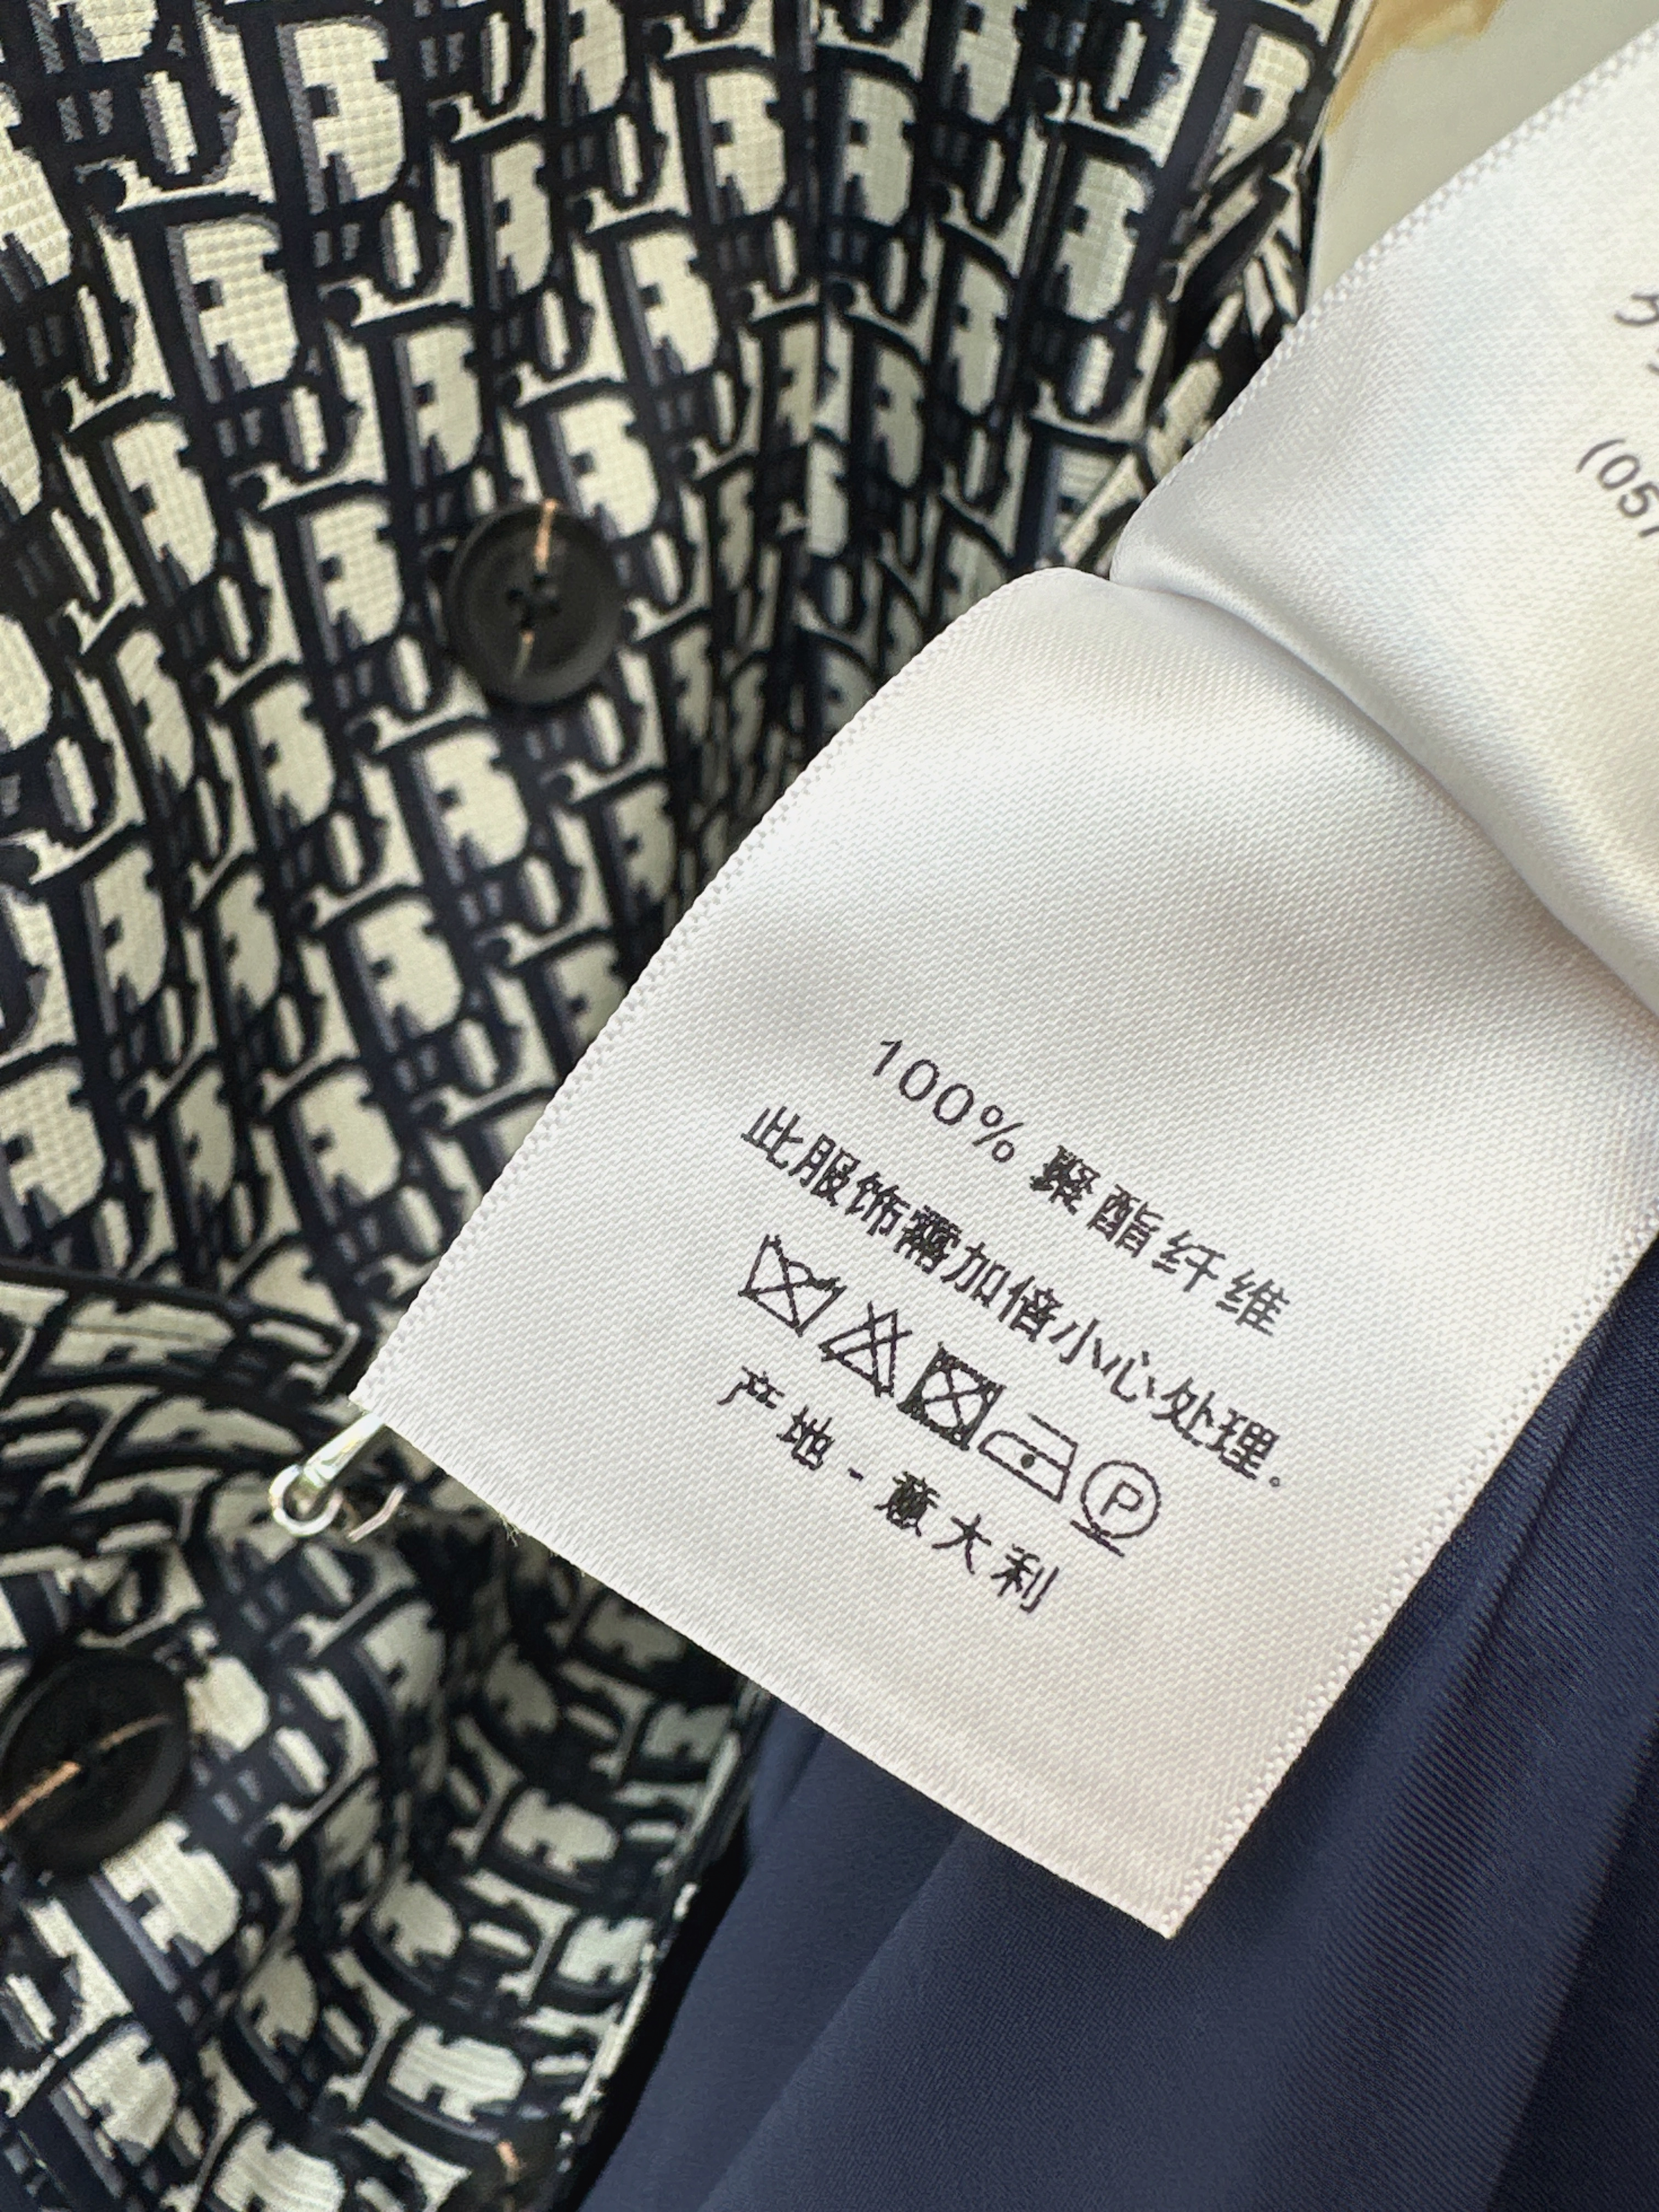 100% 聚酯纤维
此服饰需加倍小心处理。
P
产地 - 意大利
(057